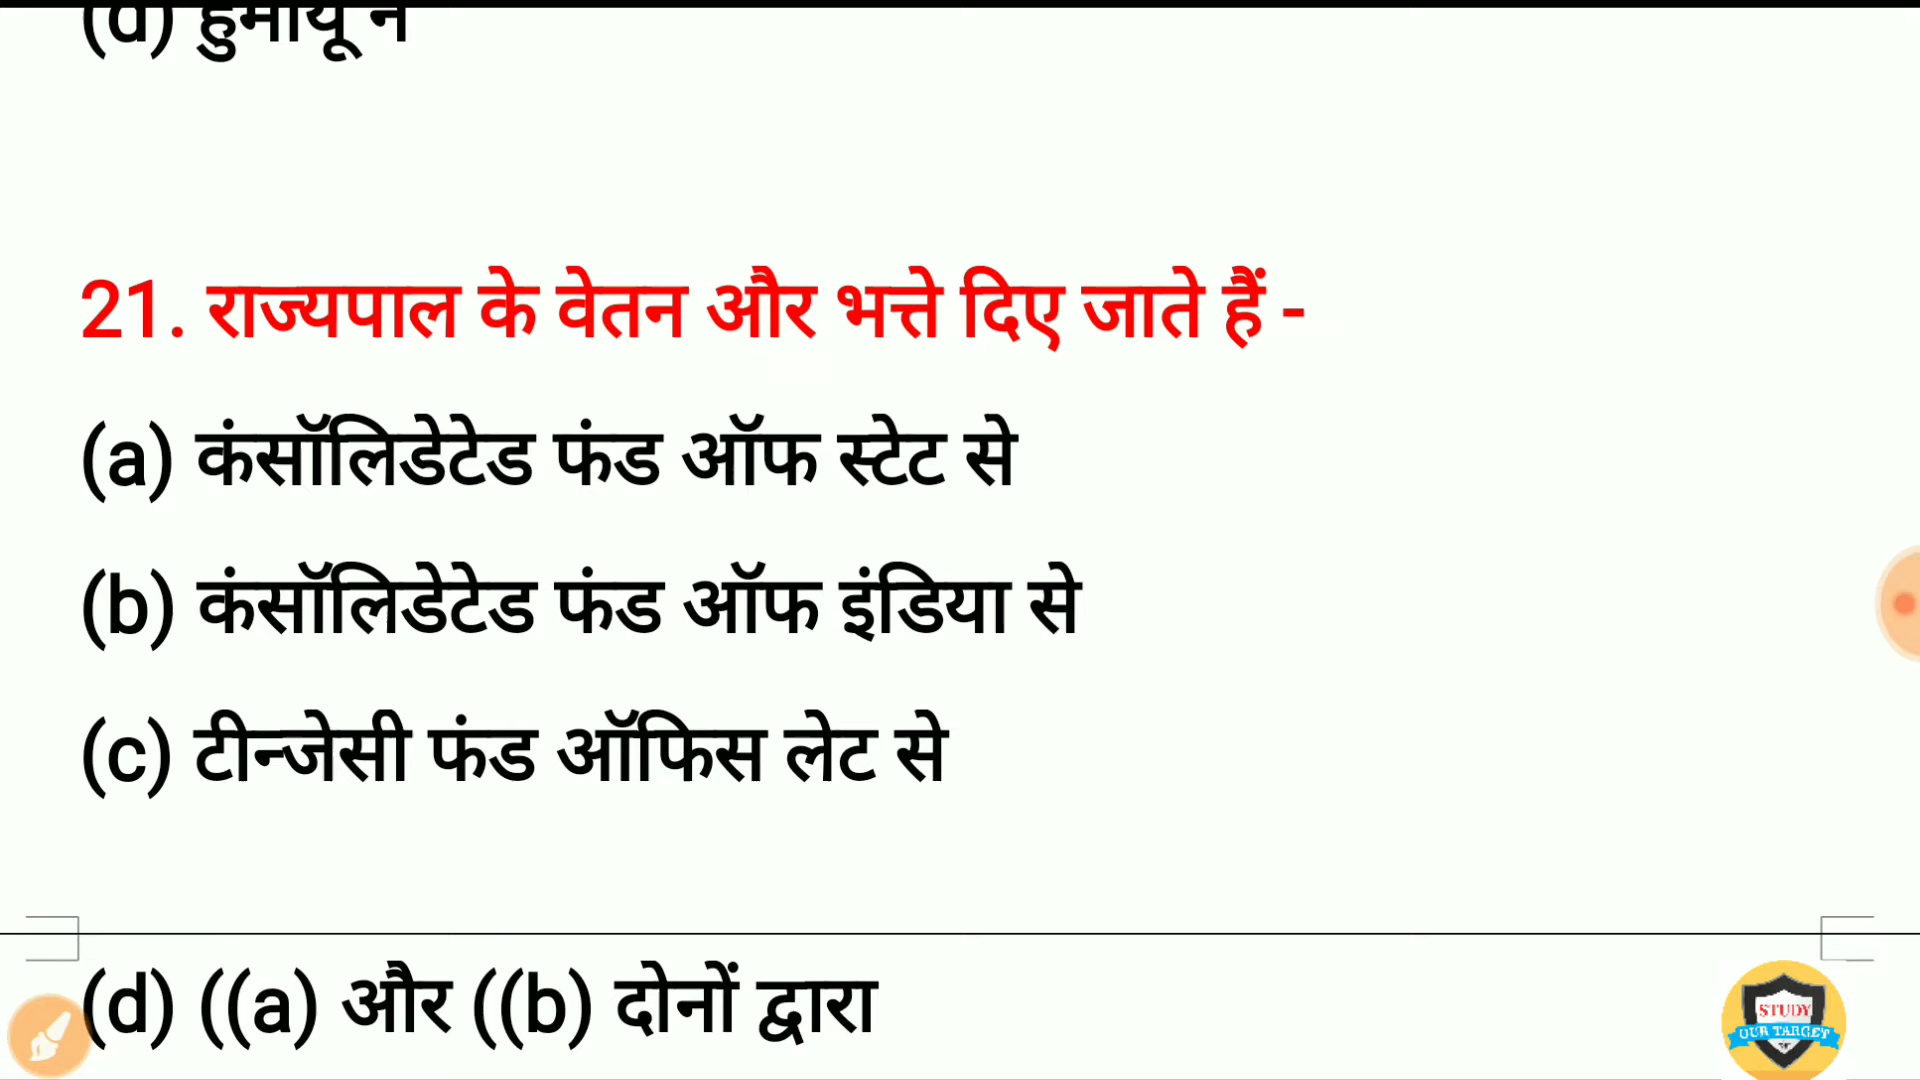 (d) हुमायूं ने
21. राज्यपाल के वेतन और भत्ते दिए जाते हैं -
(a) कंसॉलिडेटेड फंड ऑफ स्टेट से
(b) कंसॉलिडेटेड फंड ऑफ इंडिया से
(c) टीन्जेसी फंड ऑफिस लेट से
(d) ((a) और ((b) दोनों द्वारा
STUDY
OUR TARGET